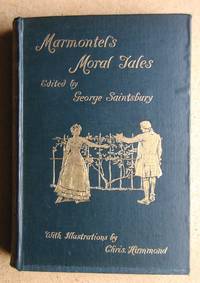 Marmontel's
Moral Tales
Edited by
George Saintsbury
With Illustrations by
Chris. Hammond